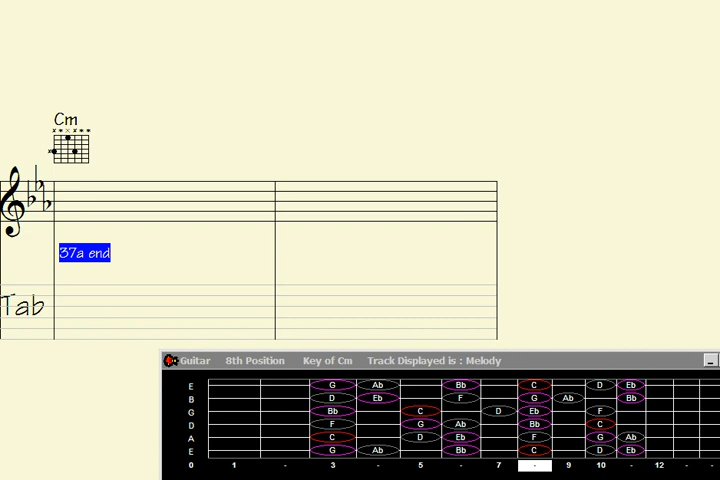 Cm
37a end
Tab
Guitar 8th Position Key of Cm Track Displayed is : Melody
E G Ab Bb C D Eb
B D Eb F G Ab Bb
G Bb C D Eb F
D F G Ab Bb C
A C D Eb F G Ab
E G Ab Bb C D Eb
0 1 - 3 - 5 - 7 - 9 10 - 12 - -